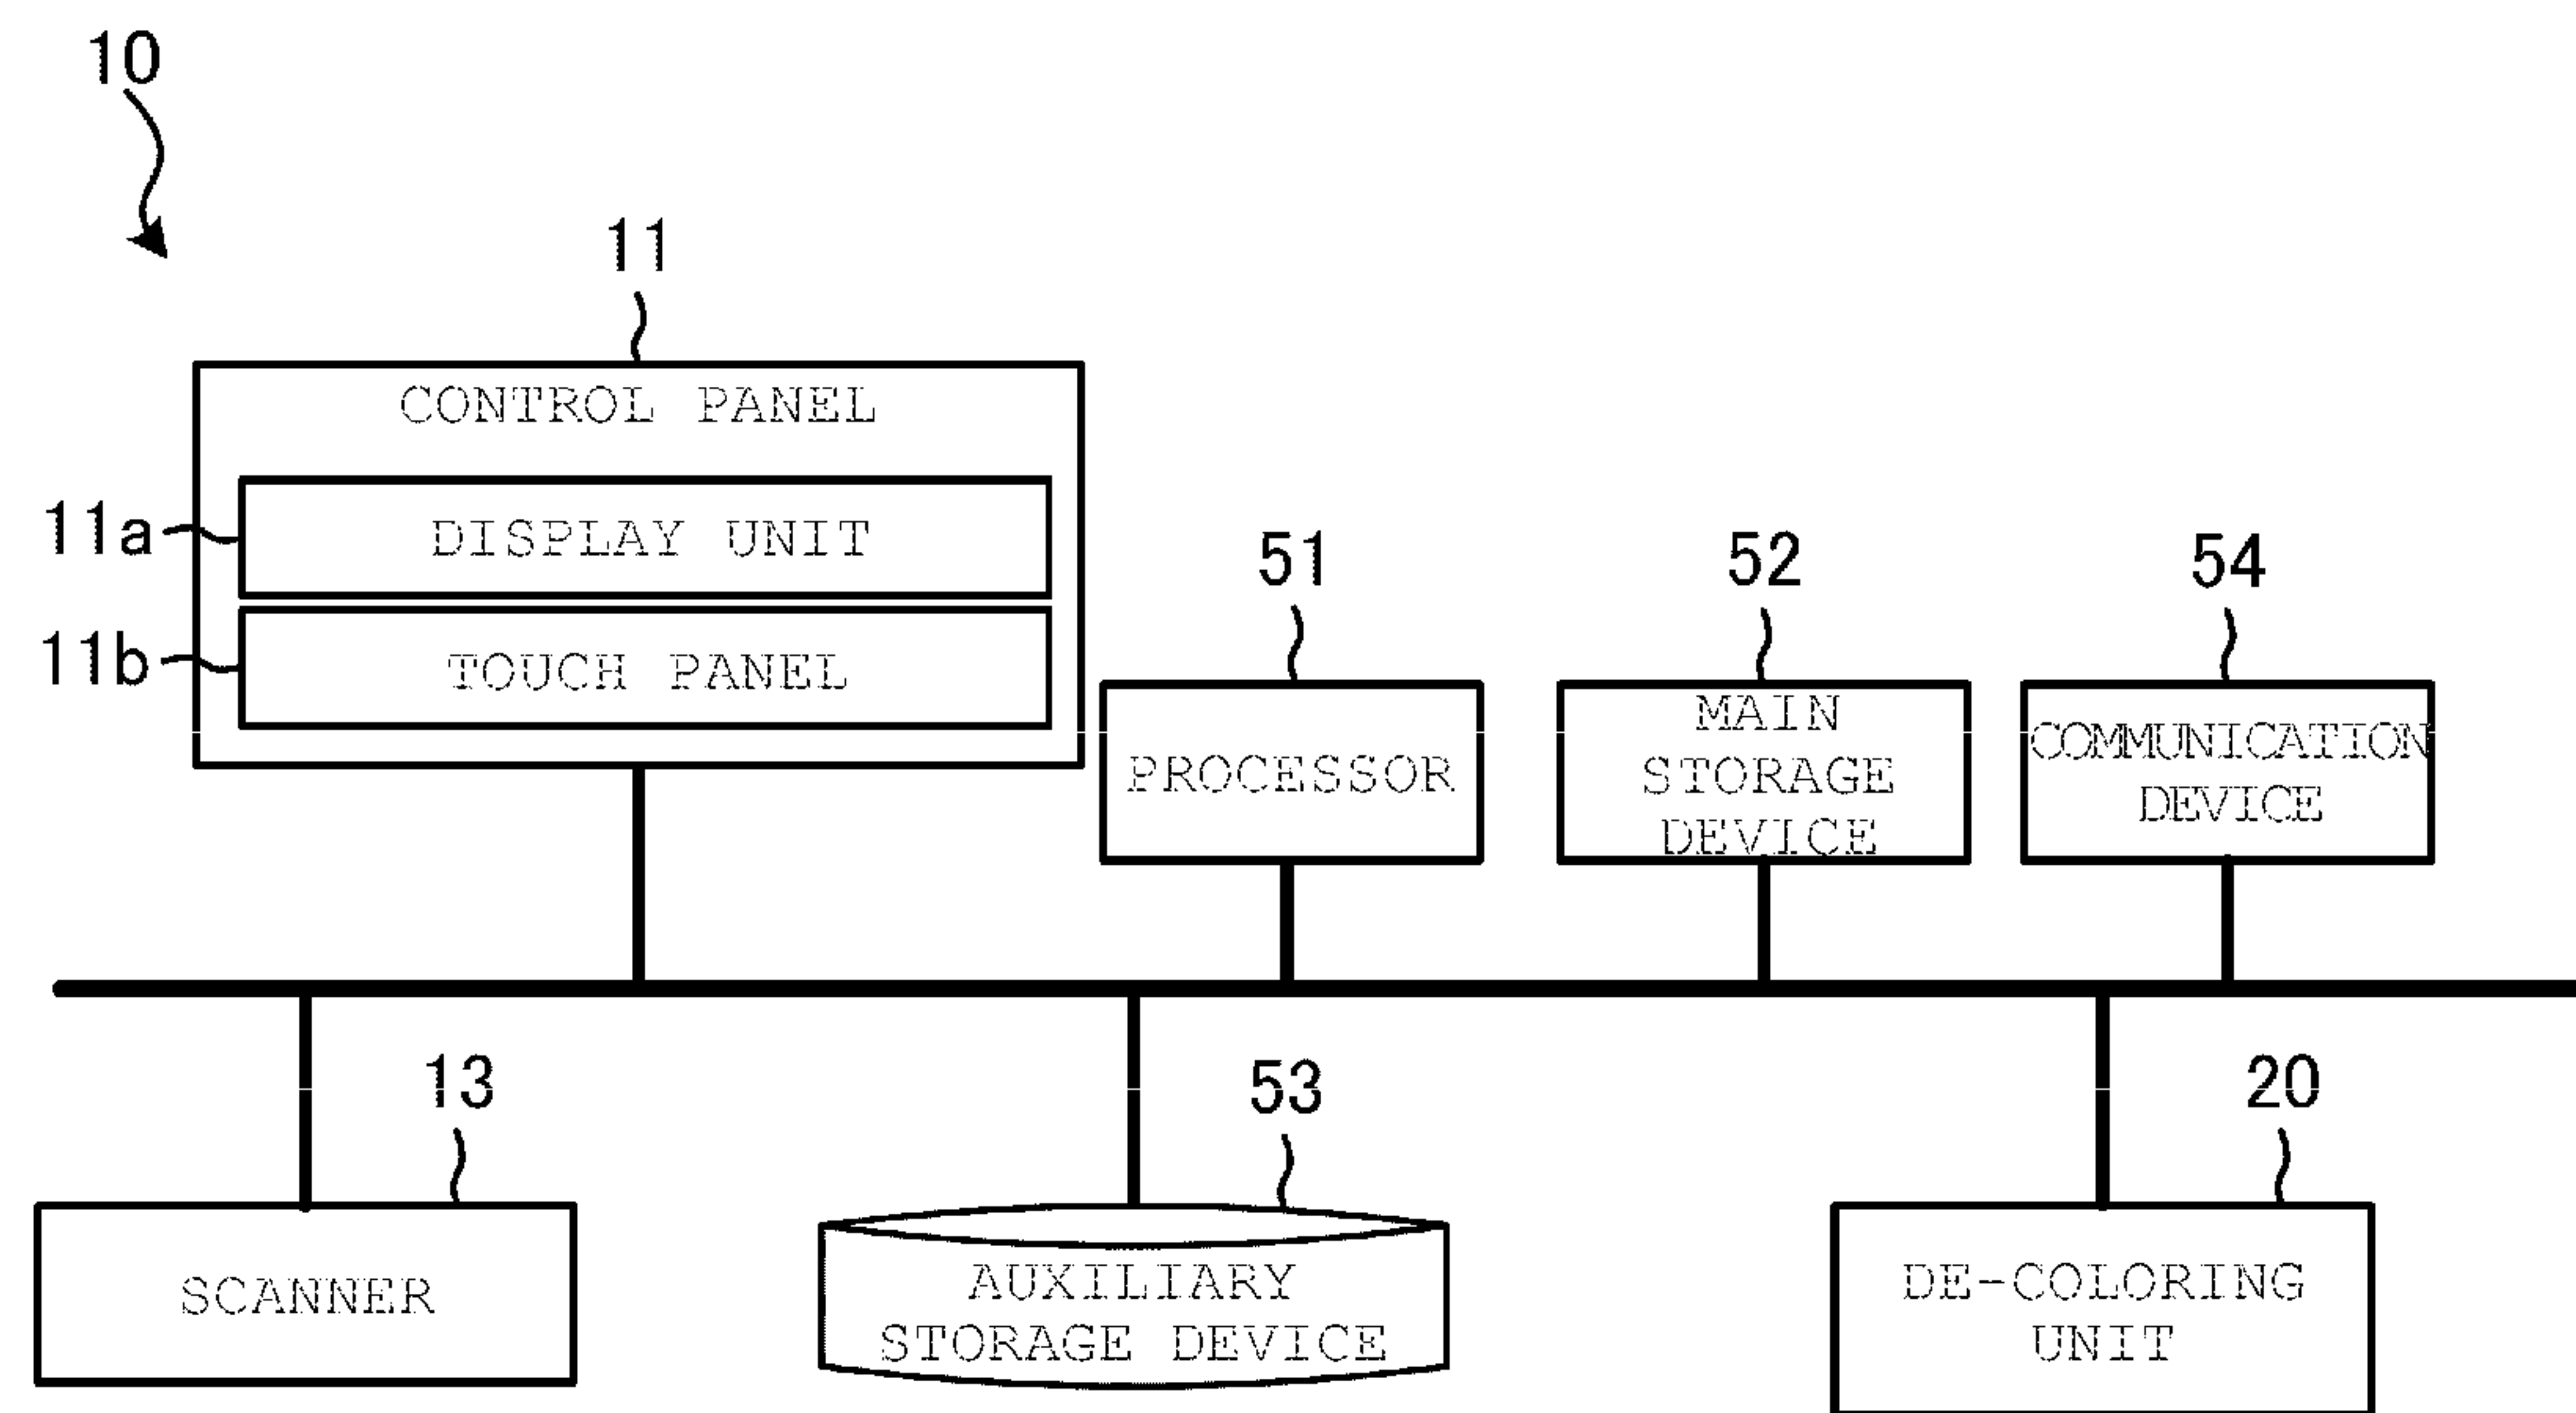 10
11
CONTROL PANEL
11a
DISPLAY UNIT
11b
TOUCH PANEL
51
PROCESSOR
52
MAIN
STORAGE
DEVICE
54
COMMUNICATION
DEVICE
13
SCANNER
53
AUXILIARY
STORAGE DEVICE
20
DE-COLORING
UNIT